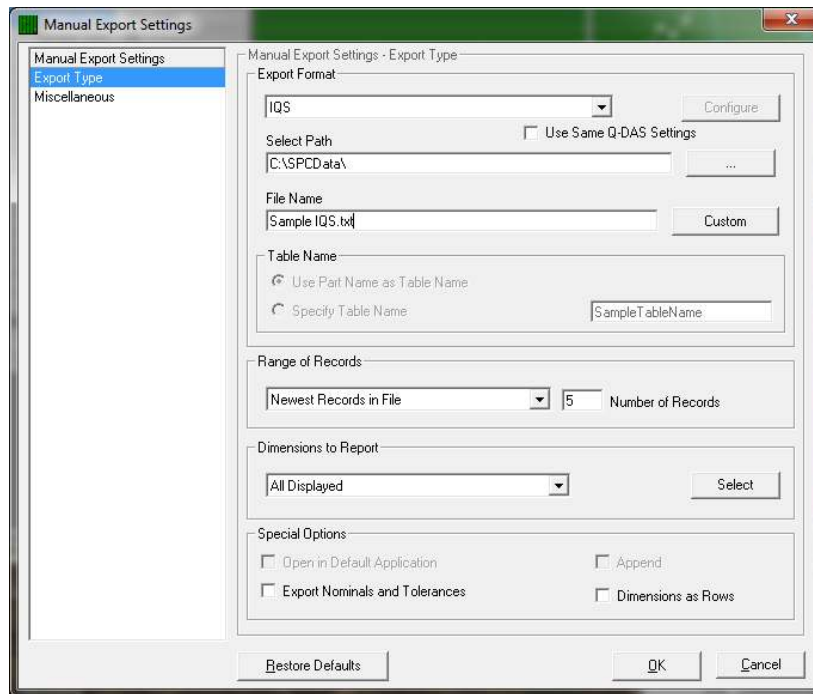 Manual Export Settings
X
Manual Export Settings
Export Type
Miscellaneous
Manual Export Settings - Export Type
Export Format
IQS
Configure
Use Same Q-DAS Settings
Select Path
C:\SPCData\
...
File Name
Sample IQS.txt
Custom
Table Name
Use Part Name as Table Name
Specify Table Name
SampleTableName
Range of Records
Newest Records in File
5
Number of Records
Dimensions to Report
All Displayed
Select
Special Options
Open in Default Application
Append
Export Nominals and Tolerances
Dimensions as Rows
Restore Defaults
OK
Cancel